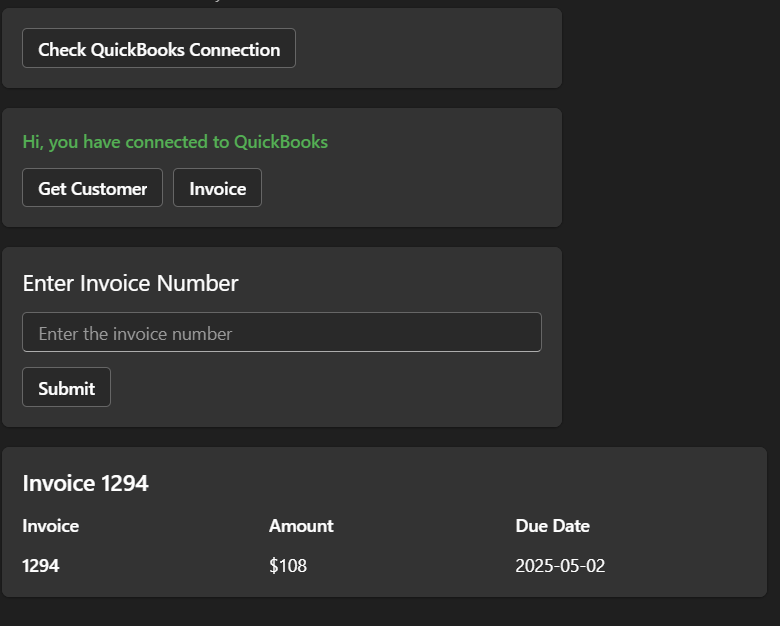 Check QuickBooks Connection
Hi, you have connected to QuickBooks
Get Customer Invoice
Enter Invoice Number
Enter the invoice number
Submit
Invoice 1294
Invoice Amount Due Date
1294 $108 2025-05-02